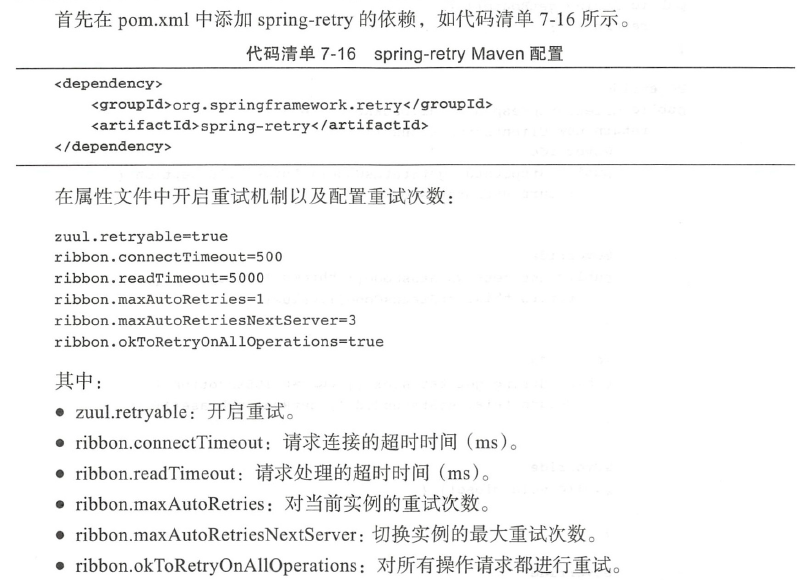 首先在 pom.xml 中添加 spring-retry 的依赖，如代码清单 7-16 所示。
代码清单 7-16 spring-retry Maven 配置
<dependency>
    <groupId>org.springframework.retry</groupId>
    <artifactId>spring-retry</artifactId>
</dependency>
在属性文件中开启重试机制以及配置重试次数：
zuul.retryable=true
ribbon.connectTimeout=500
ribbon.readTimeout=5000
ribbon.maxAutoRetries=1
ribbon.maxAutoRetriesNextServer=3
ribbon.okToRetryOnAllOperations=true
其中：
● zuul.retryable：开启重试。
● ribbon.connectTimeout：请求连接的超时时间（ms）。
● ribbon.readTimeout：请求处理的超时时间（ms）。
● ribbon.maxAutoRetries：对当前实例的重试次数。
● ribbon.maxAutoRetriesNextServer：切换实例的最大重试次数。
● ribbon.okToRetryOnAllOperations：对所有操作请求都进行重试。